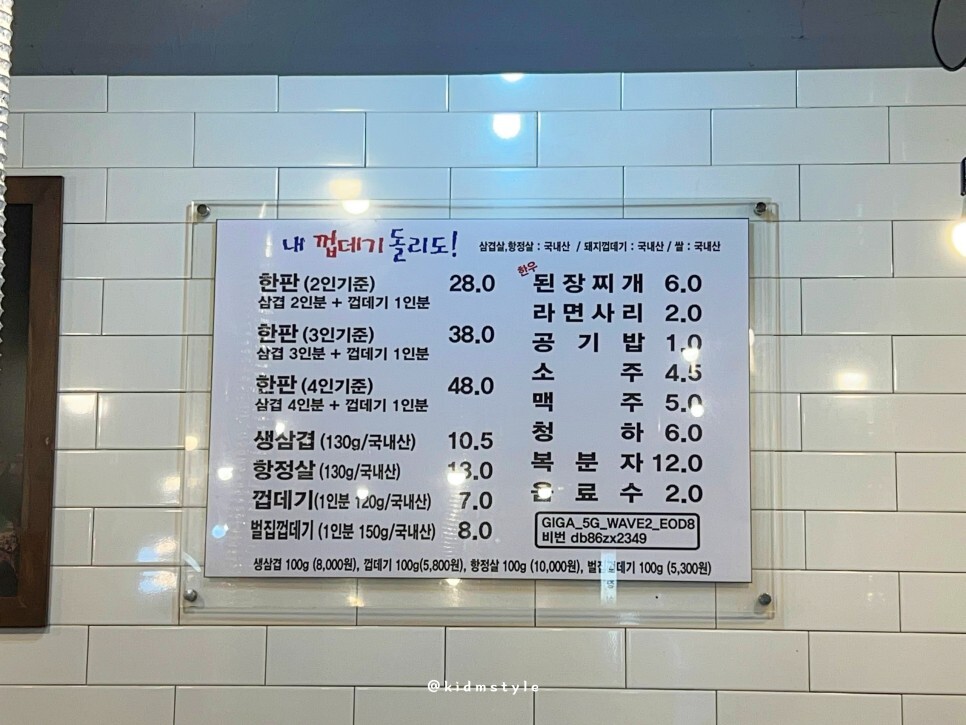 내 껍데기 돌리도!
삼겹살,항정살 : 국내산 / 돼지껍데기 : 국내산 / 쌀 : 국내산
한판 (2인기준) 28.0
삼겹 2인분 + 껍데기 1인분
한판 (3인기준) 38.0
삼겹 3인분 + 껍데기 1인분
한판 (4인기준) 48.0
삼겹 4인분 + 껍데기 1인분
생삼겹 (130g/국내산) 10.5
항정살 (130g/국내산) 13.0
껍데기(1인분 120g/국내산) 7.0
벌집껍데기 (1인분 150g/국내산) 8.0
한우 된장찌개 6.0
라면사리 2.0
공기밥 1.0
소주 4.5
맥주 5.0
청하 6.0
복분자 12.0
음료수 2.0
GIGA_5G_WAVE2_EOD8
비번 db86zx2349
생삼겹 100g (8,000원), 껍데기 100g(5,800원), 항정살 100g (10,000원), 벌집껍데기 100g (5,300원)
@kidmstyle